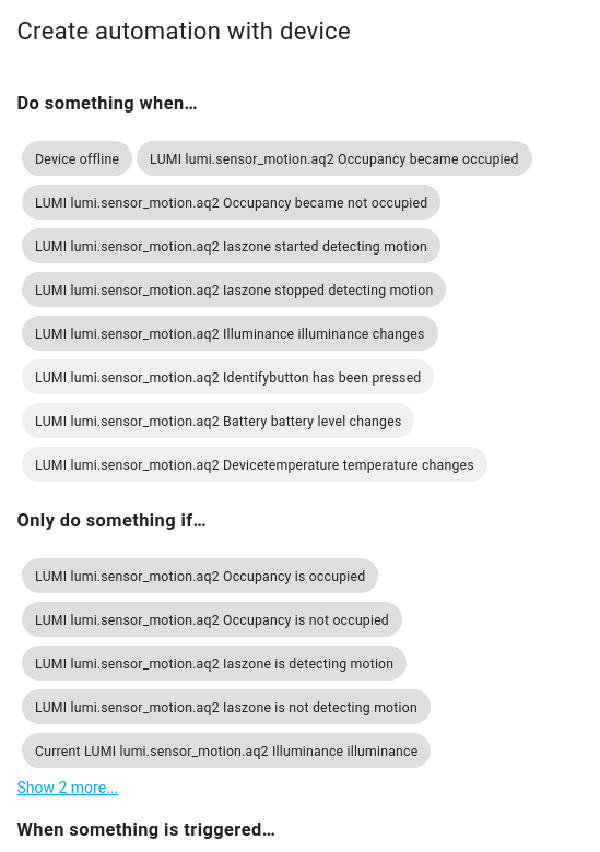 Create automation with device
Do something when...
Device offline
LUMI lumi.sensor_motion.aq2 Occupancy became occupied
LUMI lumi.sensor_motion.aq2 Occupancy became not occupied
LUMI lumi.sensor_motion.aq2 Iaszone started detecting motion
LUMI lumi.sensor_motion.aq2 Iaszone stopped detecting motion
LUMI lumi.sensor_motion.aq2 Illuminance illuminance changes
LUMI lumi.sensor_motion.aq2 Identifybutton has been pressed
LUMI lumi.sensor_motion.aq2 Battery battery level changes
LUMI lumi.sensor_motion.aq2 Devicetemperature temperature changes
Only do something if...
LUMI lumi.sensor_motion.aq2 Occupancy is occupied
LUMI lumi.sensor_motion.aq2 Occupancy is not occupied
LUMI lumi.sensor_motion.aq2 Iaszone is detecting motion
LUMI lumi.sensor_motion.aq2 Iaszone is not detecting motion
Current LUMI lumi.sensor_motion.aq2 Illuminance illuminance
Show 2 more...
When something is triggered...